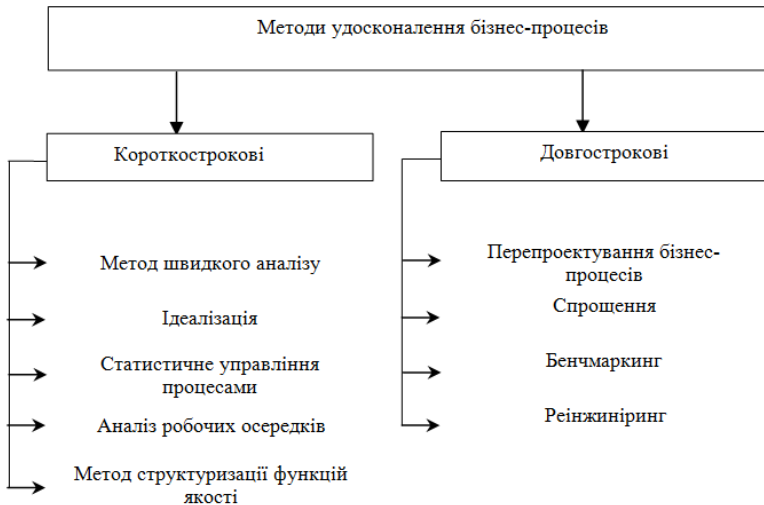 Методи удосконалення бізнес-процесів
Короткострокові
Метод швидкого аналізу
Ідеалізація
Статистичне управління
процесами
Аналіз робочих осередків
Метод структуризації функцій
якості
Довгострокові
Перепроектування бізнес-
процесів
Спрощення
Бенчмаркинг
Реінжиніринг